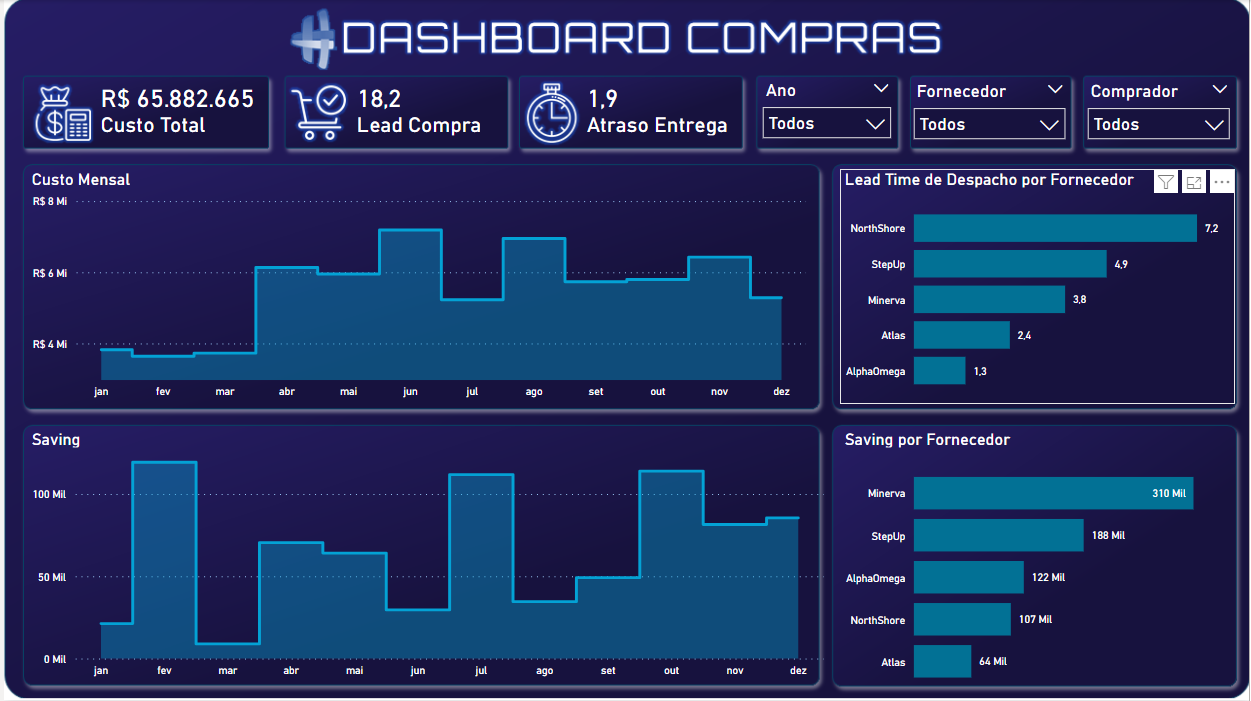 DASHBOARD COMPRAS
R$ 65.882.665
Custo Total
18,2
Lead Compra
1,9
Atraso Entrega
Ano
Todos
Fornecedor
Todos
Comprador
Todos
Custo Mensal
R$ 8 Mi
R$ 6 Mi
R$ 4 Mi
jan fev mar abr mai jun jul ago set out nov dez
Lead Time de Despacho por Fornecedor
NorthShore 7,2
StepUp 4,9
Minerva 3,8
Atlas 2,4
AlphaOmega 1,3
Saving
100 Mil
50 Mil
0 Mil
jan fev mar abr mai jun jul ago set out nov dez
Saving por Fornecedor
Minerva 310 Mil
StepUp 188 Mil
AlphaOmega 122 Mil
NorthShore 107 Mil
Atlas 64 Mil